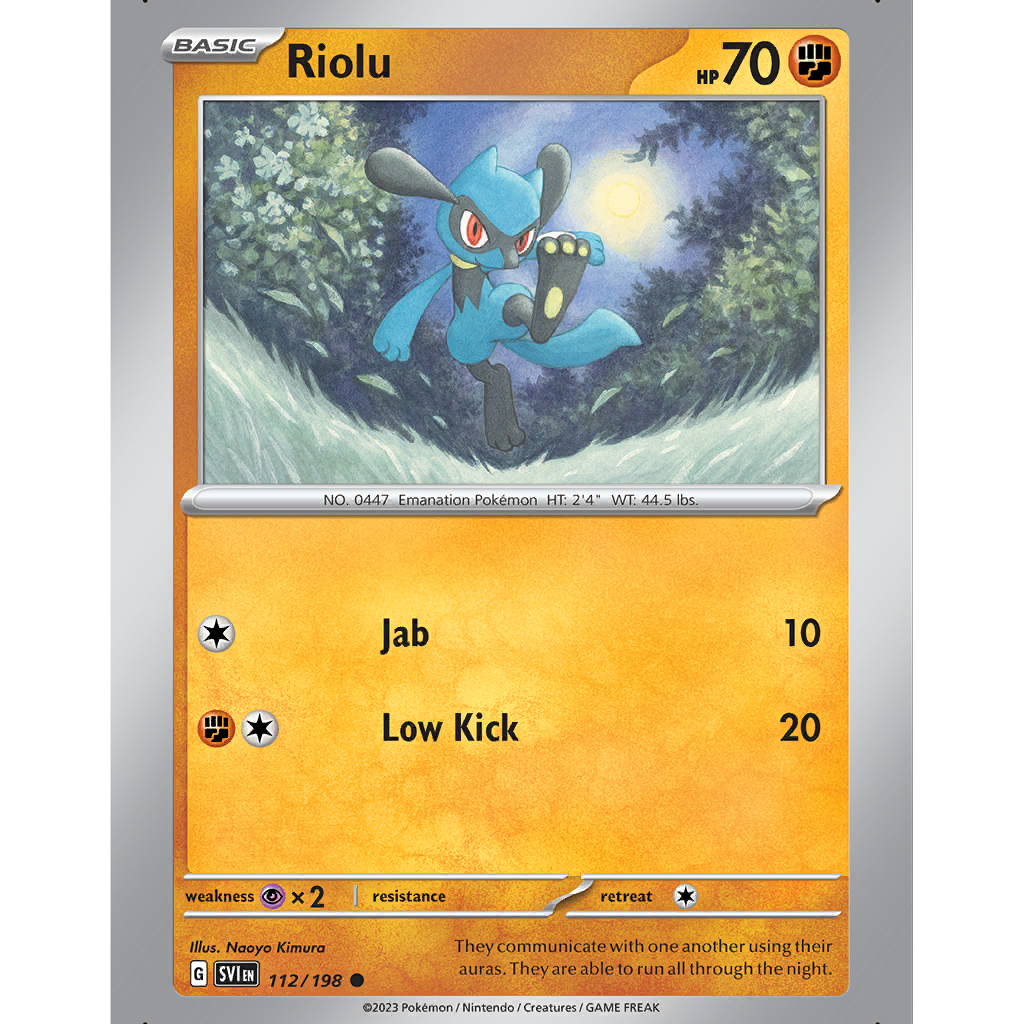 BASIC Riolu HP 70
NO. 0447 Emanation Pokémon HT: 2'4" WT: 44.5 lbs.
Jab 10
Low Kick 20
weakness ×2 resistance retreat
Illus. Naoyo Kimura
They communicate with one another using their
auras. They are able to run all through the night.
G SVI EN 112/198
©2023 Pokémon / Nintendo / Creatures / GAME FREAK